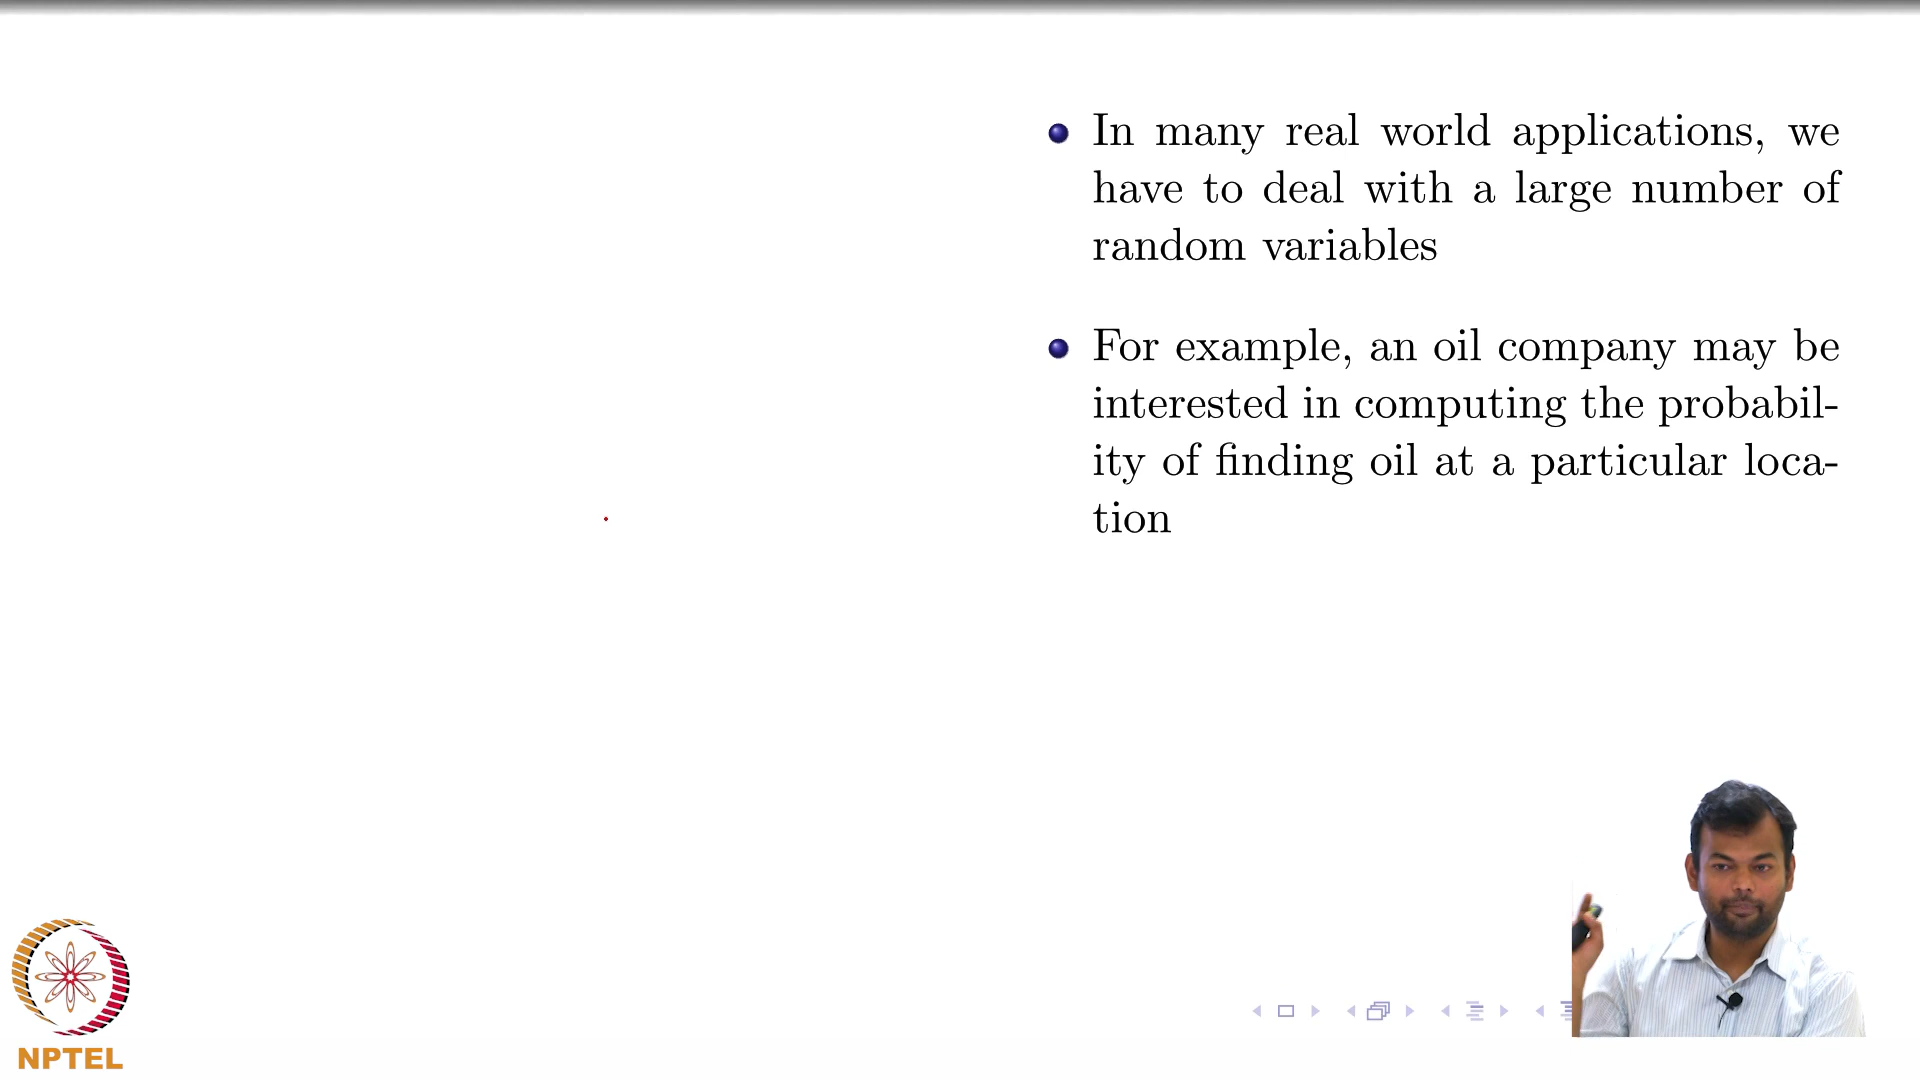 In many real world applications, we
have to deal with a large number of
random variables
For example, an oil company may be
interested in computing the probabil-
ity of finding oil at a particular loca-
tion
NPTEL